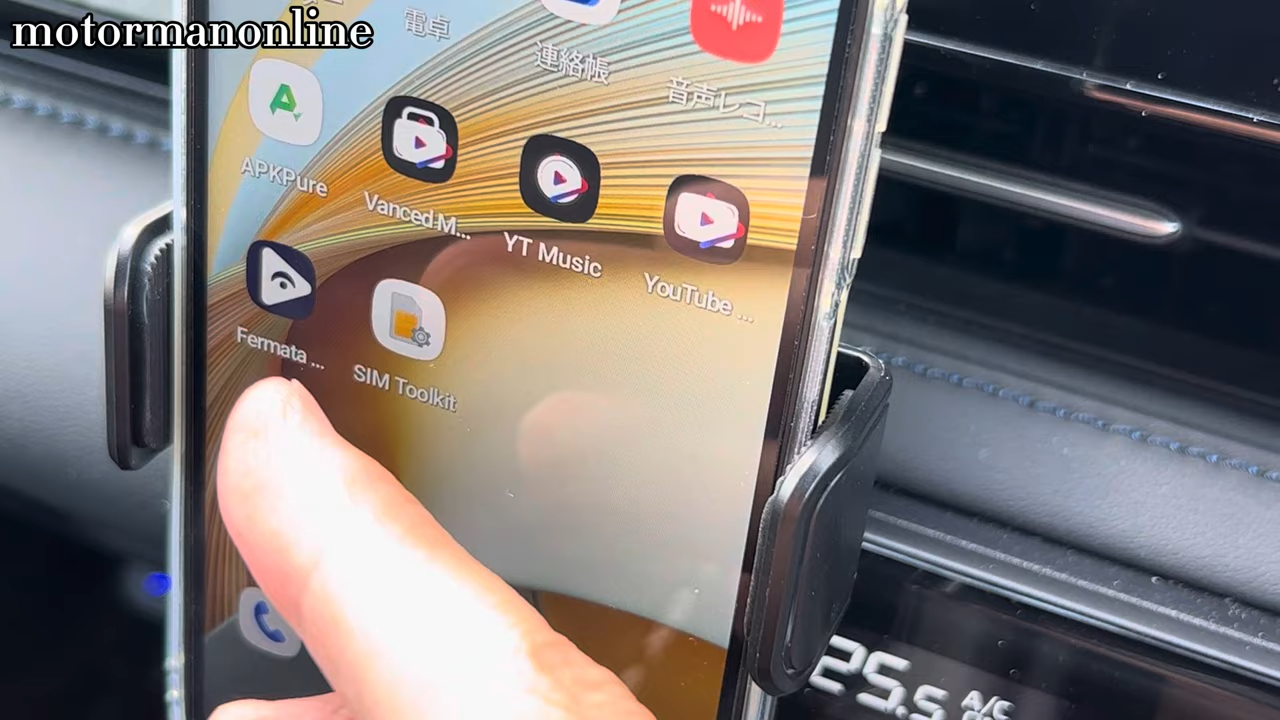 motormanonline
電卓
連絡帳
音声レコ...
APKPure
Vanced M...
YT Music
YouTube ...
Fermata ...
SIM Toolkit
25.5
A/C